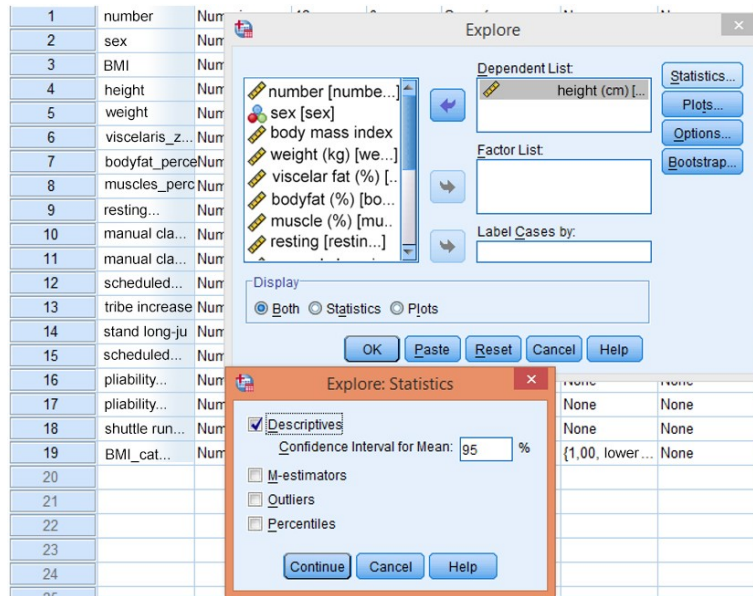 1 number Num
2 sex Num
3 BMI Num
4 height Num
5 weight Num
6 viscelaris_z... Num
7 bodyfat_perce Num
8 muscles_perc Num
9 resting... Num
10 manual cla... Num
11 manual cla... Num
12 scheduled... Num
13 tribe increase Num
14 stand long-ju Num
15 scheduled... Num
16 pliability... Num None None
17 pliability... Num None None
18 shuttle run... Num None None
19 BMI_cat... Num {1,00, lower... None
20
21
22
23
24
25
Explore
number [numbe...]
sex [sex]
body mass index
weight (kg) [we...]
viscelar fat (%) [..
bodyfat (%) [bo...
muscle (%) [mu..
resting [restin...]
Dependent List:
height (cm) [...
Factor List:
Label Cases by:
Statistics...
Plots...
Options...
Bootstrap...
Display
Both Statistics Plots
OK Paste Reset Cancel Help
Explore: Statistics
Descriptives
Confidence Interval for Mean: 95 %
M-estimators
Outliers
Percentiles
Continue Cancel Help